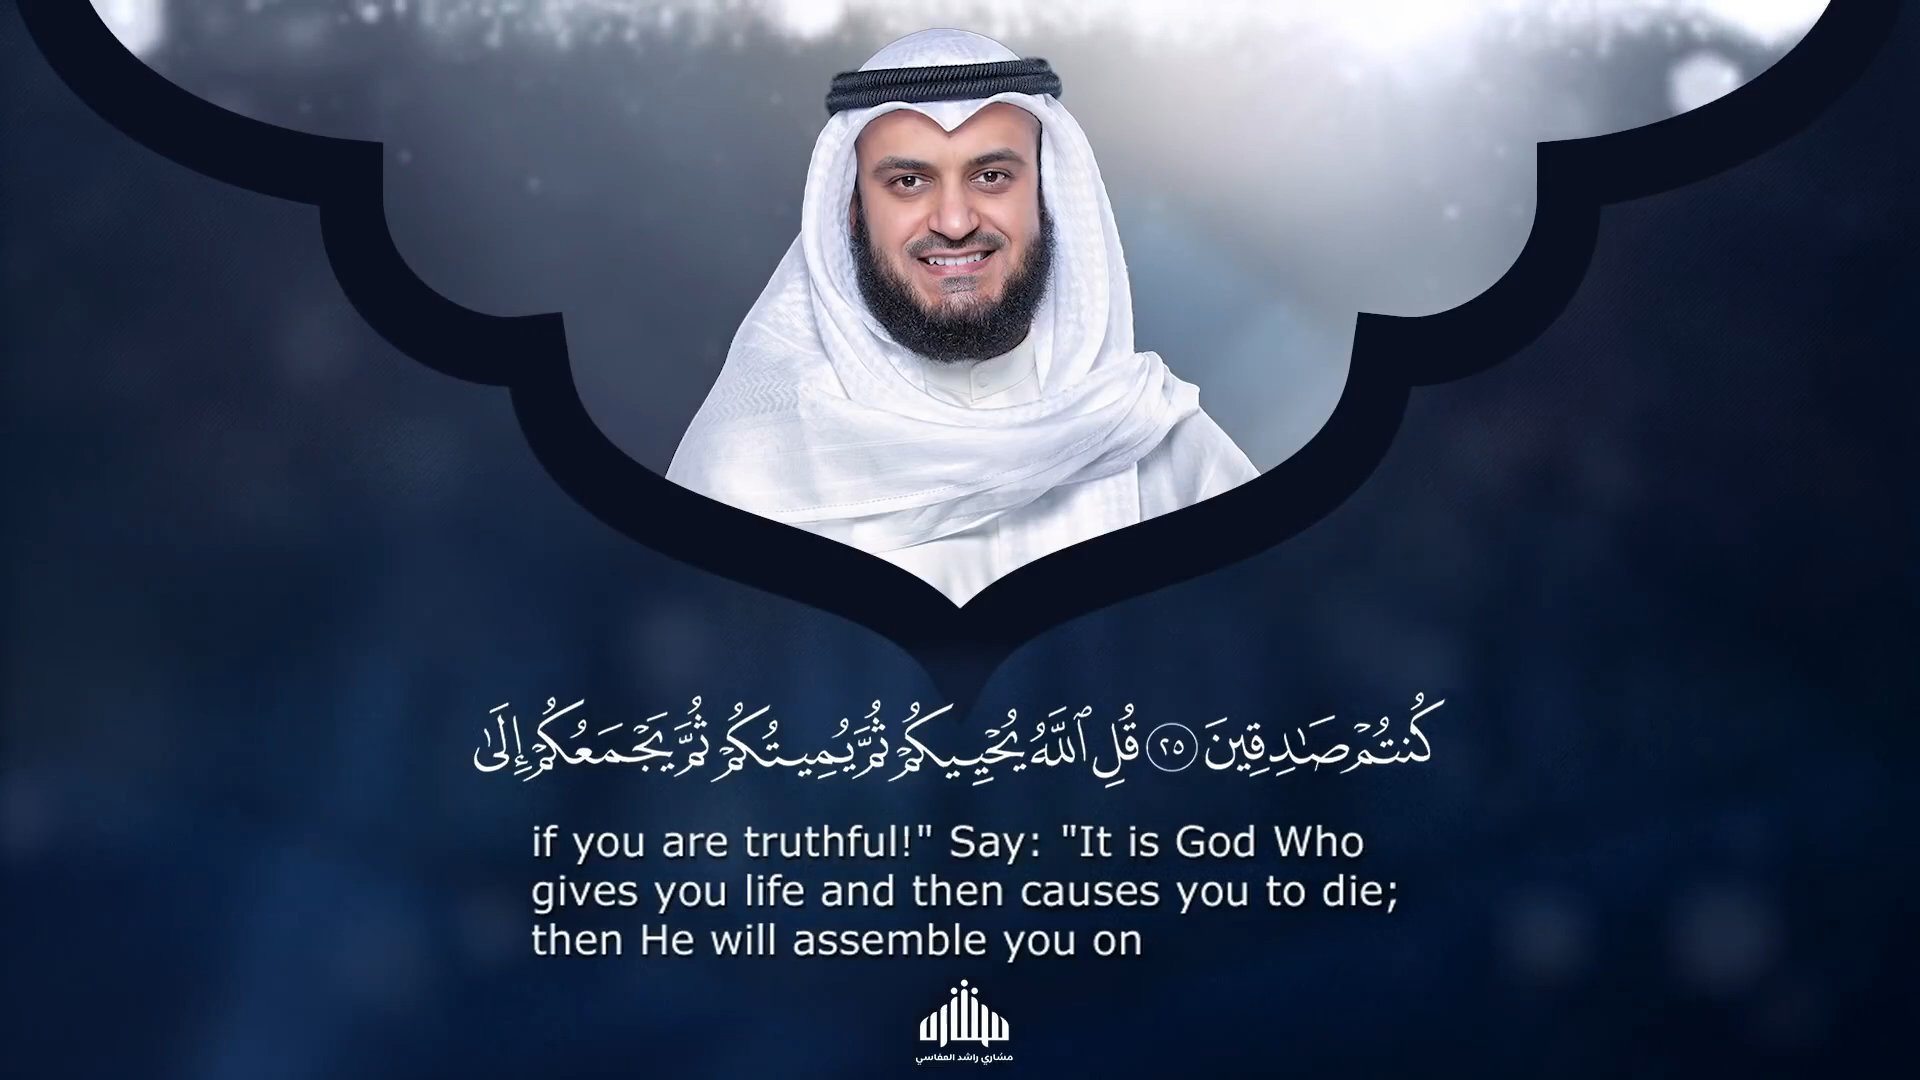 كُنتُمۡ صَٰدِقِينَ ٢٥ قُلِ ٱللَّهُ يُحۡيِيكُمۡ ثُمَّ يُمِيتُكُمۡ ثُمَّ يَجۡمَعُكُمۡ إِلَىٰ
if you are truthful!" Say: "It is God Who
gives you life and then causes you to die;
then He will assemble you on
مشاري
مشاري راشد العفاسي